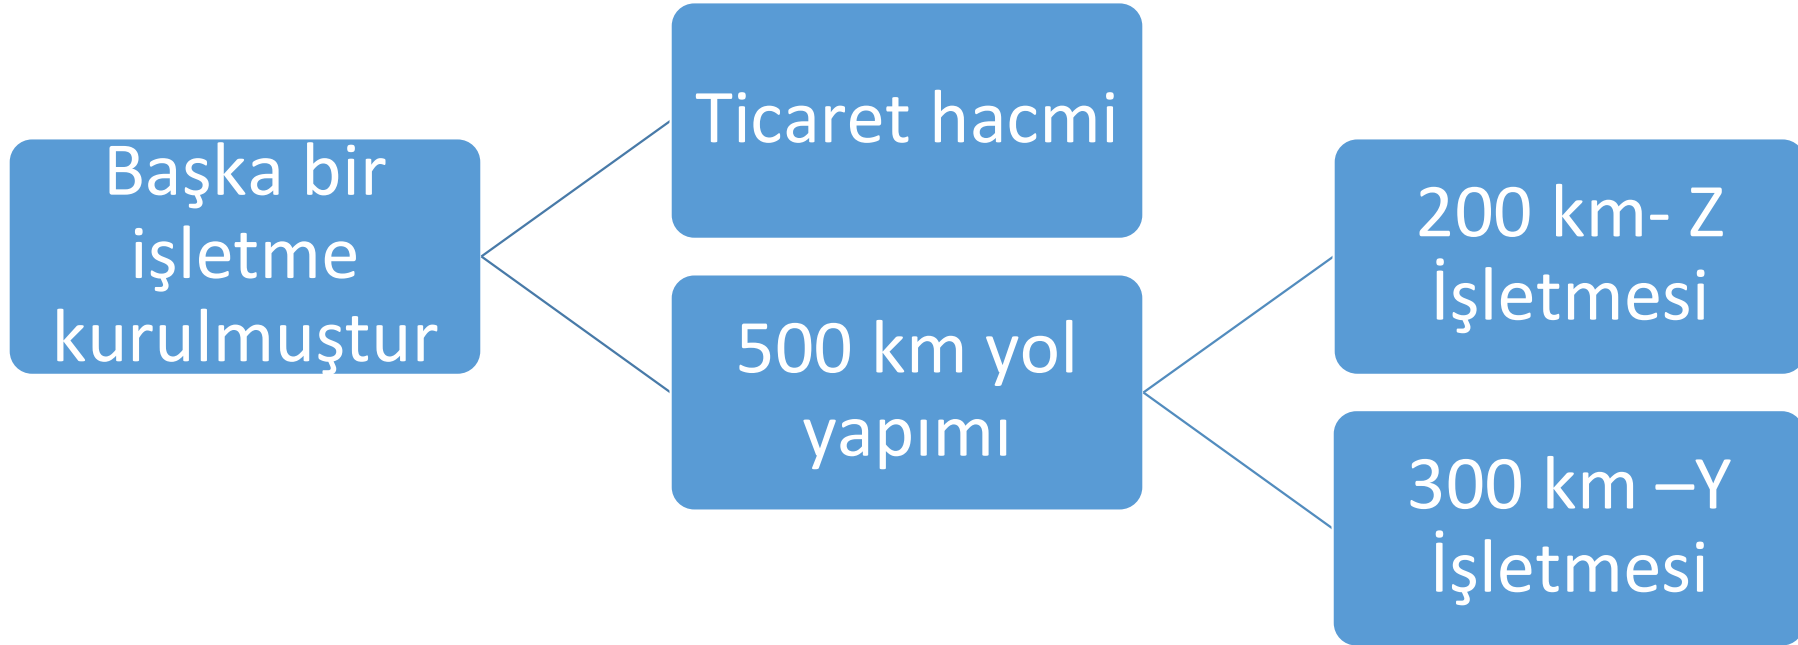 Başka bir
işletme
kurulmuştur
Ticaret hacmi
500 km yol
yapımı
200 km- Z
İşletmesi
300 km –Y
İşletmesi